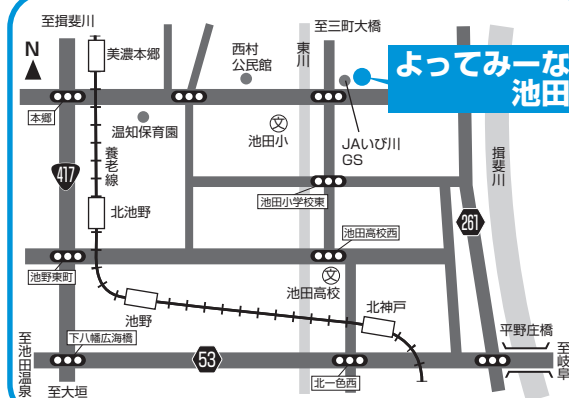 至揖斐川
至三町大橋
N
美濃本郷
西村
公民館
東川
よってみーな
池田
本郷
温知保育園
池田小
文
JAいび川
GS
養老線
揖斐川
417
池田小学校東
北池野
267
池田高校西
池野東町
文
池田高校
池野
北神戸
平野庄橋
至池田温泉
下八幡広海橋
53
至岐阜
北一色西
至大垣